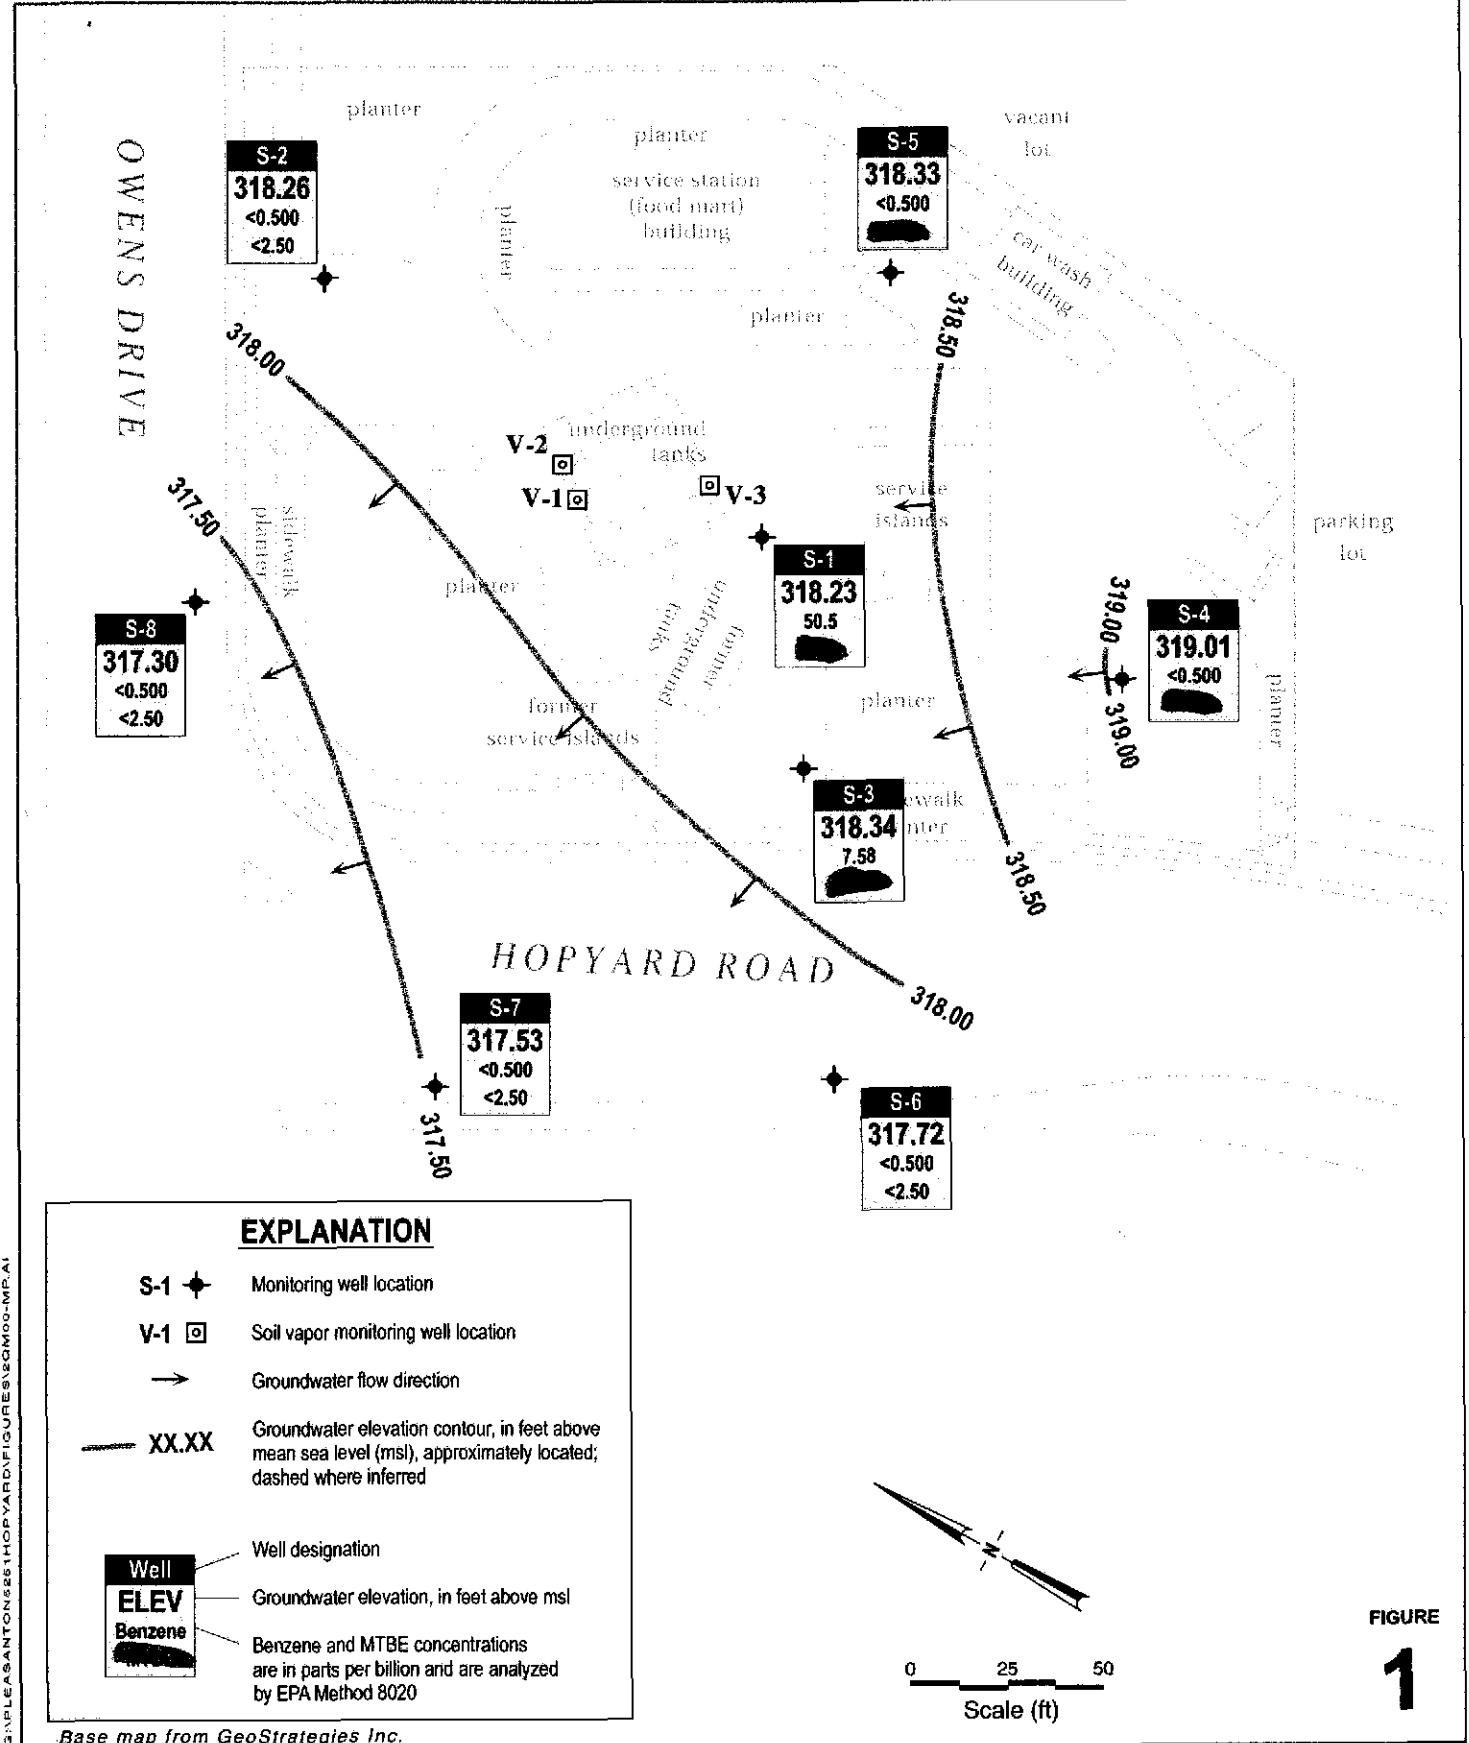 planter
vacant
lot
planter
service station
(food mart)
building
planter
planter
car wash
building
OWENS DRIVE
S-2
318.26
<0.500
<2.50
S-5
318.33
<0.500
318.00
318.50
V-2
underground
tanks
V-1
V-3
service
islands
parking
lot
317.50
sidewalk
planter
planter
S-1
318.23
50.5
former
underground
tanks
S-8
317.30
<0.500
<2.50
319.00
S-4
319.01
<0.500
319.00
planter
planter
former
service islands
S-3
318.34
7.58
ewalk
nter
318.50
HOPYARD ROAD
318.00
S-7
317.53
<0.500
<2.50
317.50
S-6
317.72
<0.500
<2.50
EXPLANATION
S-1 Monitoring well location
V-1 Soil vapor monitoring well location
Groundwater flow direction
XX.XX Groundwater elevation contour, in feet above
mean sea level (msl), approximately located;
dashed where inferred
Well
ELEV
Benzene
Well designation
Groundwater elevation, in feet above msl
Benzene and MTBE concentrations
are in parts per billion and are analyzed
by EPA Method 8020
N
0 25 50
Scale (ft)
FIGURE
1
Base map from GeoStrategies Inc.
G:\PLEASANTON\6251HOPYARD\FIGURES\2QM00-MP.AI